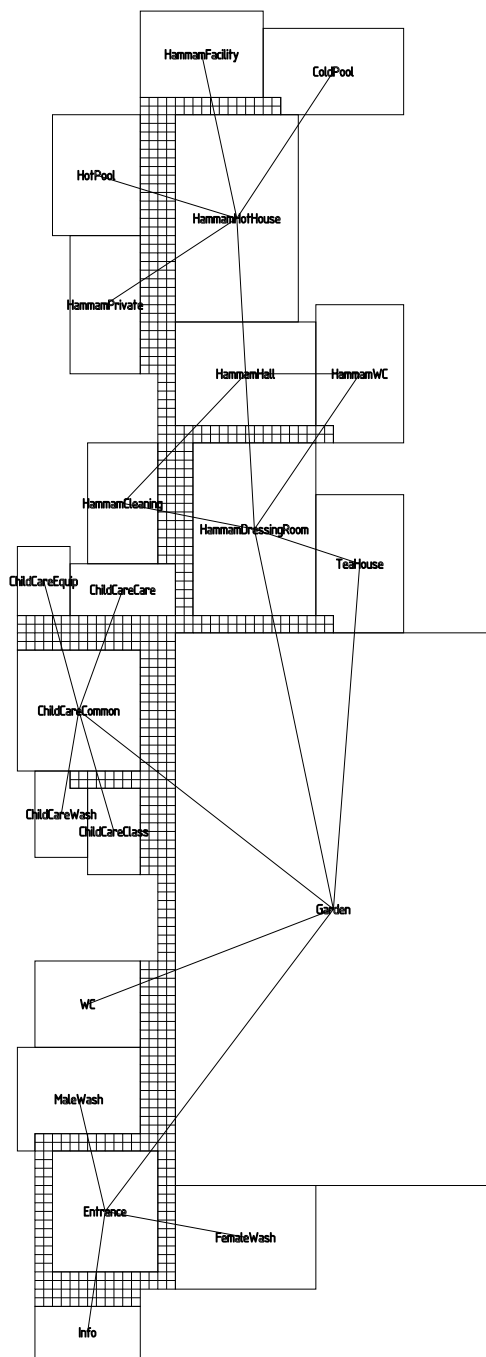 HammamFacility
ColdPool
HotPool
HammamHotHouse
HammamPrivate
HammamHall
HammamWC
HammamCleaning
HammamDressingRoom
TeaHouse
ChildCareEquip
ChildCareCare
ChildCareCommon
ChildCareWash
ChildCareClass
Garden
WC
MaleWash
Entrance
FemaleWash
Info